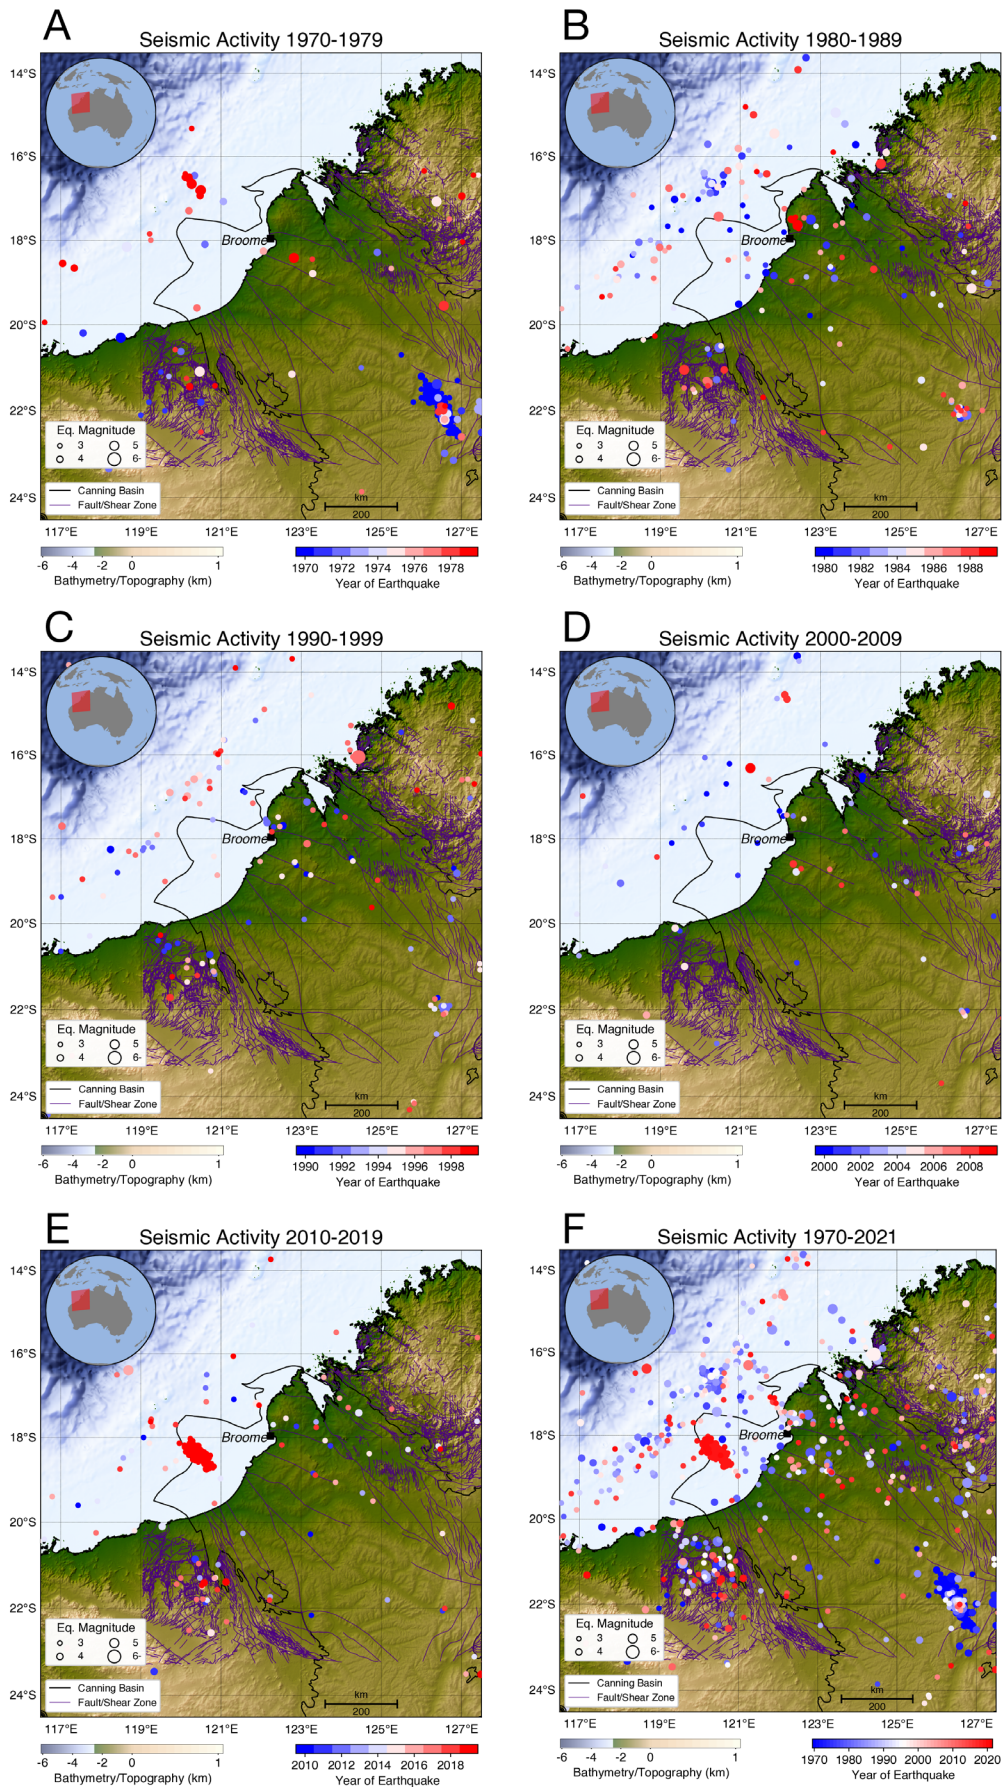 A
Seismic Activity 1970-1979
14°S
16°S
18°S
20°S
22°S
24°S
Broome
Eq. Magnitude
3 5
4 6-
Canning Basin
Fault/Shear Zone
km
200
117°E 119°E 121°E 123°E 125°E 127°E
-6 -4 -2 0 1
Bathymetry/Topography (km)
1970 1972 1974 1976 1978
Year of Earthquake
B
Seismic Activity 1980-1989
14°S
16°S
18°S
20°S
22°S
24°S
Broome
Eq. Magnitude
3 5
4 6-
Canning Basin
Fault/Shear Zone
km
200
117°E 119°E 121°E 123°E 125°E 127°E
-6 -4 -2 0 1
Bathymetry/Topography (km)
1980 1982 1984 1986 1988
Year of Earthquake
C
Seismic Activity 1990-1999
14°S
16°S
18°S
20°S
22°S
24°S
Broome
Eq. Magnitude
3 5
4 6-
Canning Basin
Fault/Shear Zone
km
200
117°E 119°E 121°E 123°E 125°E 127°E
-6 -4 -2 0 1
Bathymetry/Topography (km)
1990 1992 1994 1996 1998
Year of Earthquake
D
Seismic Activity 2000-2009
14°S
16°S
18°S
20°S
22°S
24°S
Broome
Eq. Magnitude
3 5
4 6-
Canning Basin
Fault/Shear Zone
km
200
117°E 119°E 121°E 123°E 125°E 127°E
-6 -4 -2 0 1
Bathymetry/Topography (km)
2000 2002 2004 2006 2008
Year of Earthquake
E
Seismic Activity 2010-2019
14°S
16°S
18°S
20°S
22°S
24°S
Broome
Eq. Magnitude
3 5
4 6-
Canning Basin
Fault/Shear Zone
km
200
117°E 119°E 121°E 123°E 125°E 127°E
-6 -4 -2 0 1
Bathymetry/Topography (km)
2010 2012 2014 2016 2018
Year of Earthquake
F
Seismic Activity 1970-2021
14°S
16°S
18°S
20°S
22°S
24°S
Broome
Eq. Magnitude
3 5
4 6-
Canning Basin
Fault/Shear Zone
km
200
117°E 119°E 121°E 123°E 125°E 127°E
-6 -4 -2 0 1
Bathymetry/Topography (km)
1970 1980 1990 2000 2010 2020
Year of Earthquake